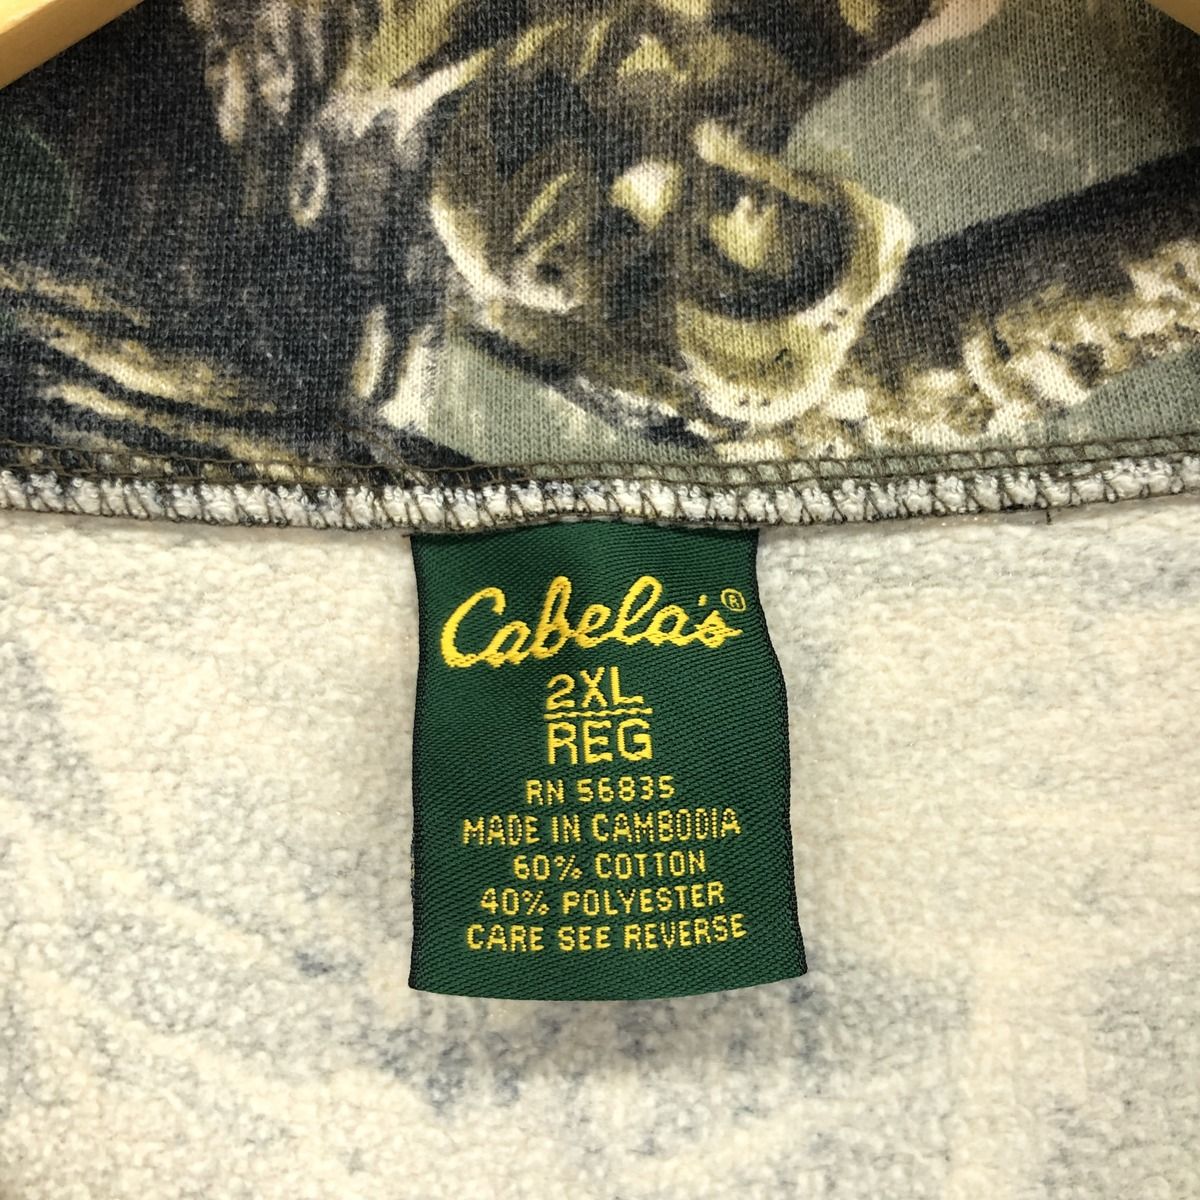 Cabela's®
2XL
REG
RN 56835
MADE IN CAMBODIA
60% COTTON
40% POLYESTER
CARE SEE REVERSE